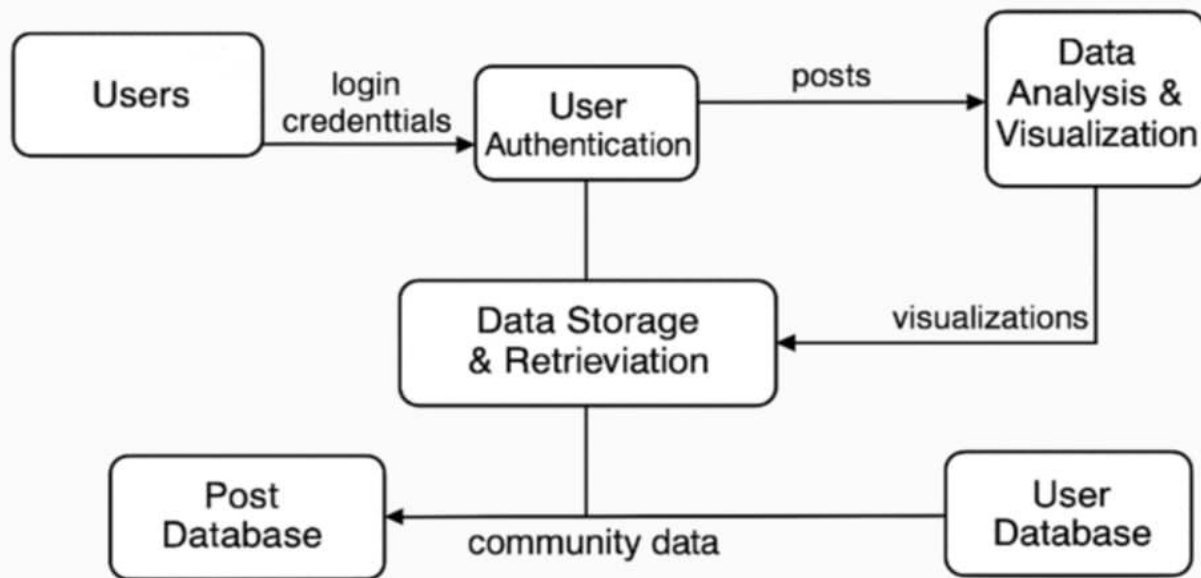 Users
login
credenttials
User
Authentication
posts
Data
Analysis &
Visualization
Data Storage
& Retrieviation
visualizations
Post
Database
community data
User
Database